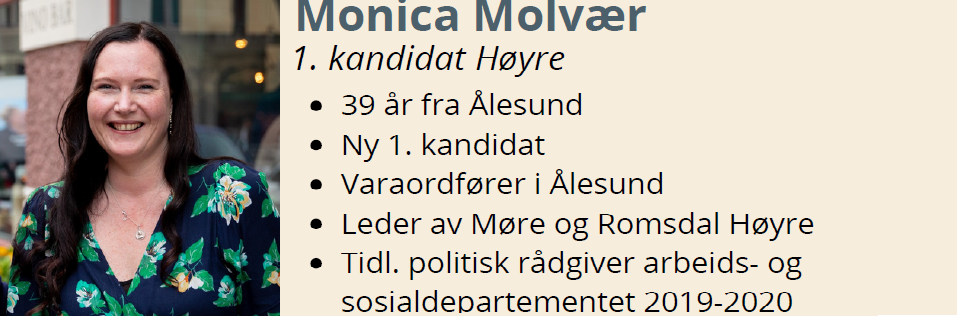 Monica Molvær
1. kandidat Høyre
• 39 år fra Ålesund
• Ny 1. kandidat
• Varaordfører i Ålesund
• Leder av Møre og Romsdal Høyre
• Tidl. politisk rådgiver arbeids- og
sosialdepartementet 2019-2020